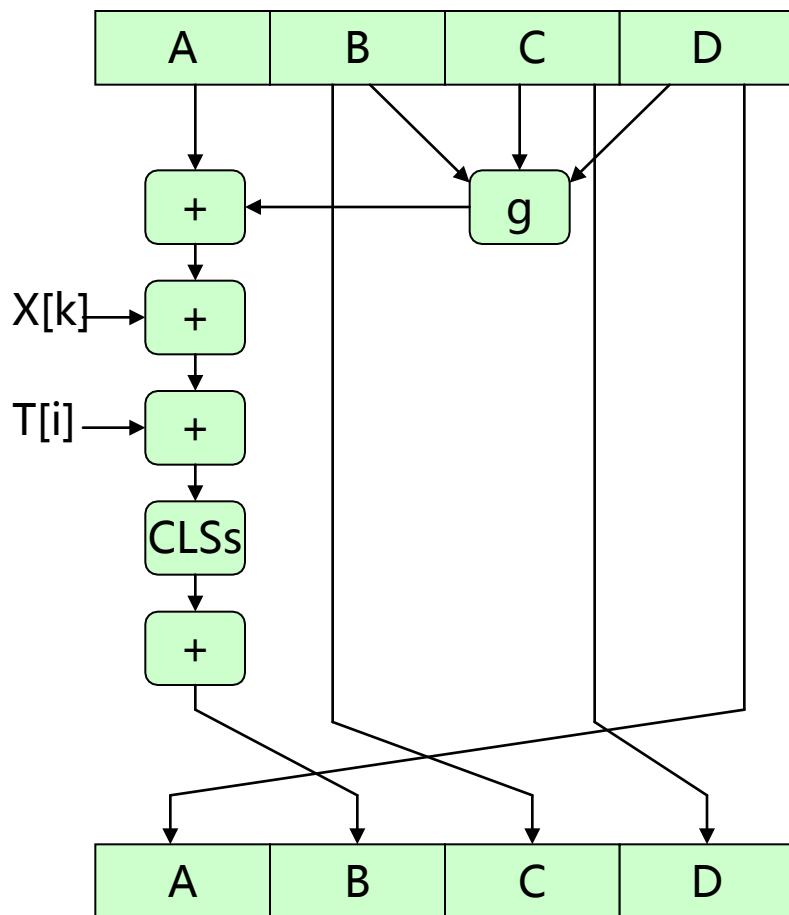 A B C D
+ g
X[k] +
T[i] +
CLSs
+
A B C D